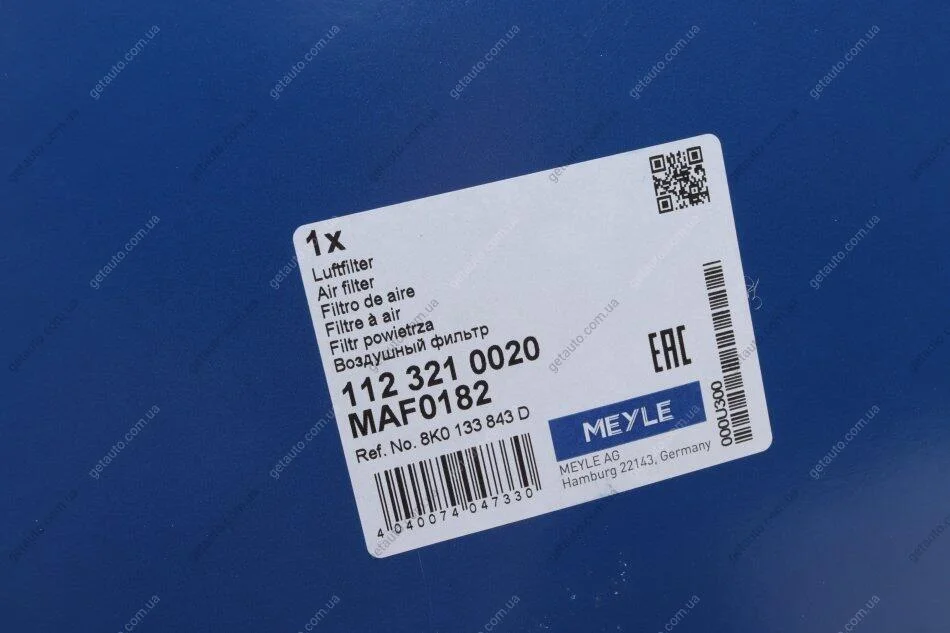 1x
Luftfilter
Air filter
Filtro de aire
Filtre à air
Filtr powietrza
Воздушный фильтр
112 321 0020
MAF0182
Ref. No. 8K0 133 843 D
4 040074 047330
EAC
MEYLE
MEYLE AG
Hamburg 22143, Germany
000U300
getauto.com.ua